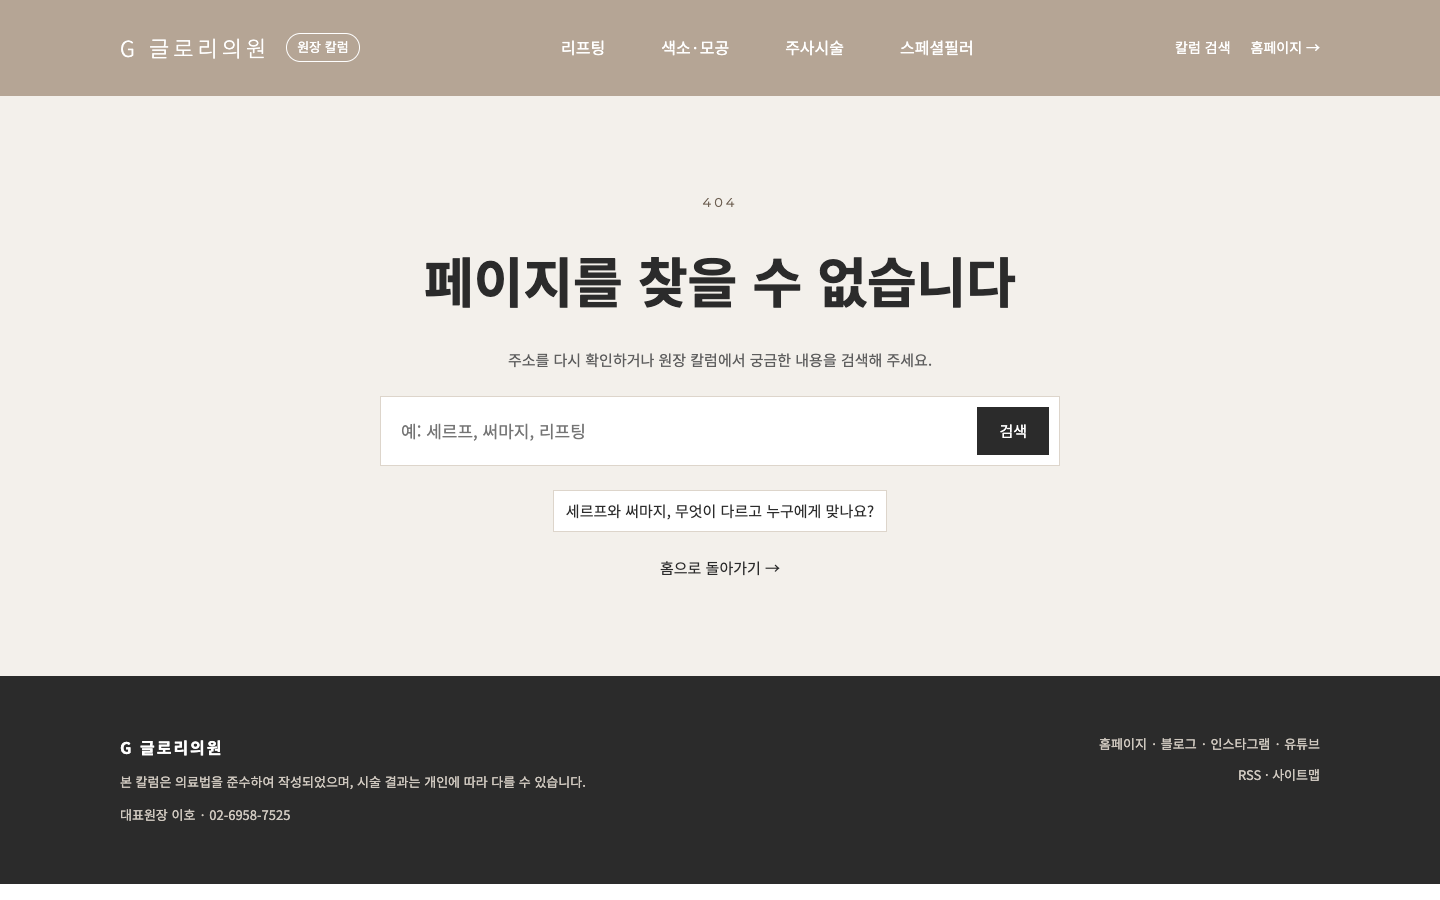 G 글로리의원 원장 칼럼 리프팅 색소·모공 주사시술 스페셜필러 칼럼 검색 홈페이지 →
404
페이지를 찾을 수 없습니다
주소를 다시 확인하거나 원장 칼럼에서 궁금한 내용을 검색해 주세요.
예: 세르프, 써마지, 리프팅 검색
세르프와 써마지, 무엇이 다르고 누구에게 맞나요?
홈으로 돌아가기 →
G 글로리의원
본 칼럼은 의료법을 준수하여 작성되었으며, 시술 결과는 개인에 따라 다를 수 있습니다.
대표원장 이호 · 02-6958-7525
홈페이지 · 블로그 · 인스타그램 · 유튜브
RSS · 사이트맵